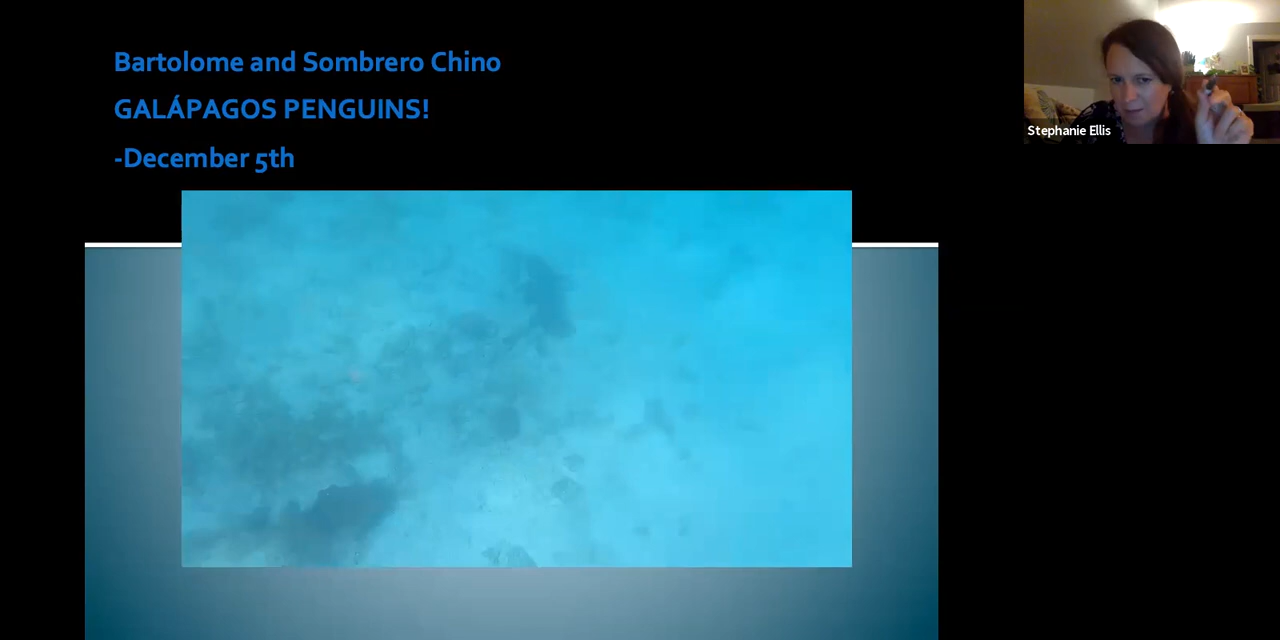 Bartolome and Sombrero Chino
GALÁPAGOS PENGUINS!
-December 5th
Stephanie Ellis